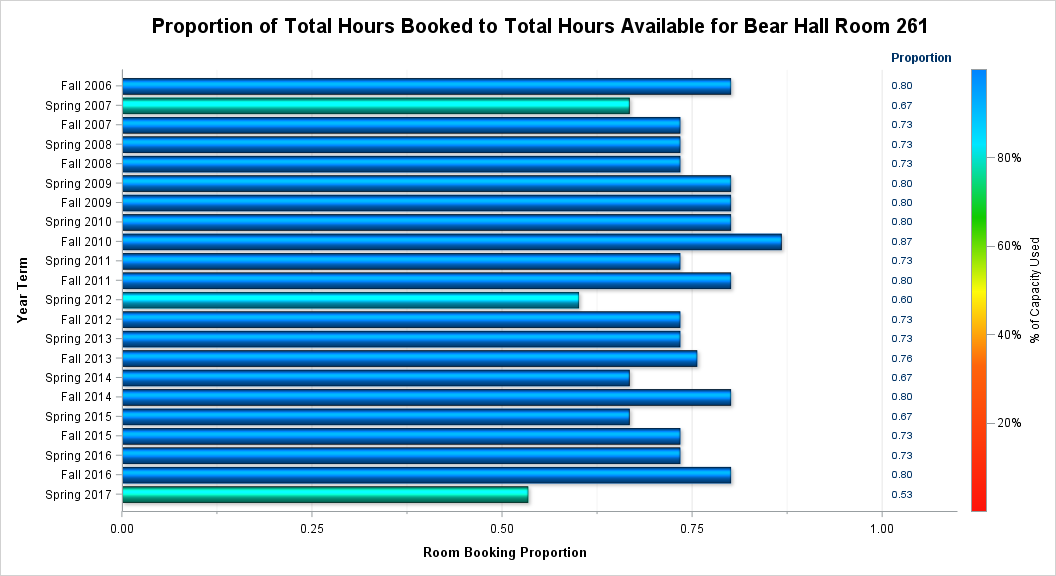 Proportion of Total Hours Booked to Total Hours Available for Bear Hall Room 261
Proportion
Fall 2006 0.80
Spring 2007 0.67
Fall 2007 0.73
Spring 2008 0.73
Fall 2008 0.73
Spring 2009 0.80
Fall 2009 0.80
Spring 2010 0.80
Fall 2010 0.87
Spring 2011 0.73
Fall 2011 0.80
Spring 2012 0.60
Fall 2012 0.73
Spring 2013 0.73
Fall 2013 0.76
Spring 2014 0.67
Fall 2014 0.80
Spring 2015 0.67
Fall 2015 0.73
Spring 2016 0.73
Fall 2016 0.80
Spring 2017 0.53
Year Term
0.00 0.25 0.50 0.75 1.00
Room Booking Proportion
80%
60%
40%
20%
% of Capacity Used